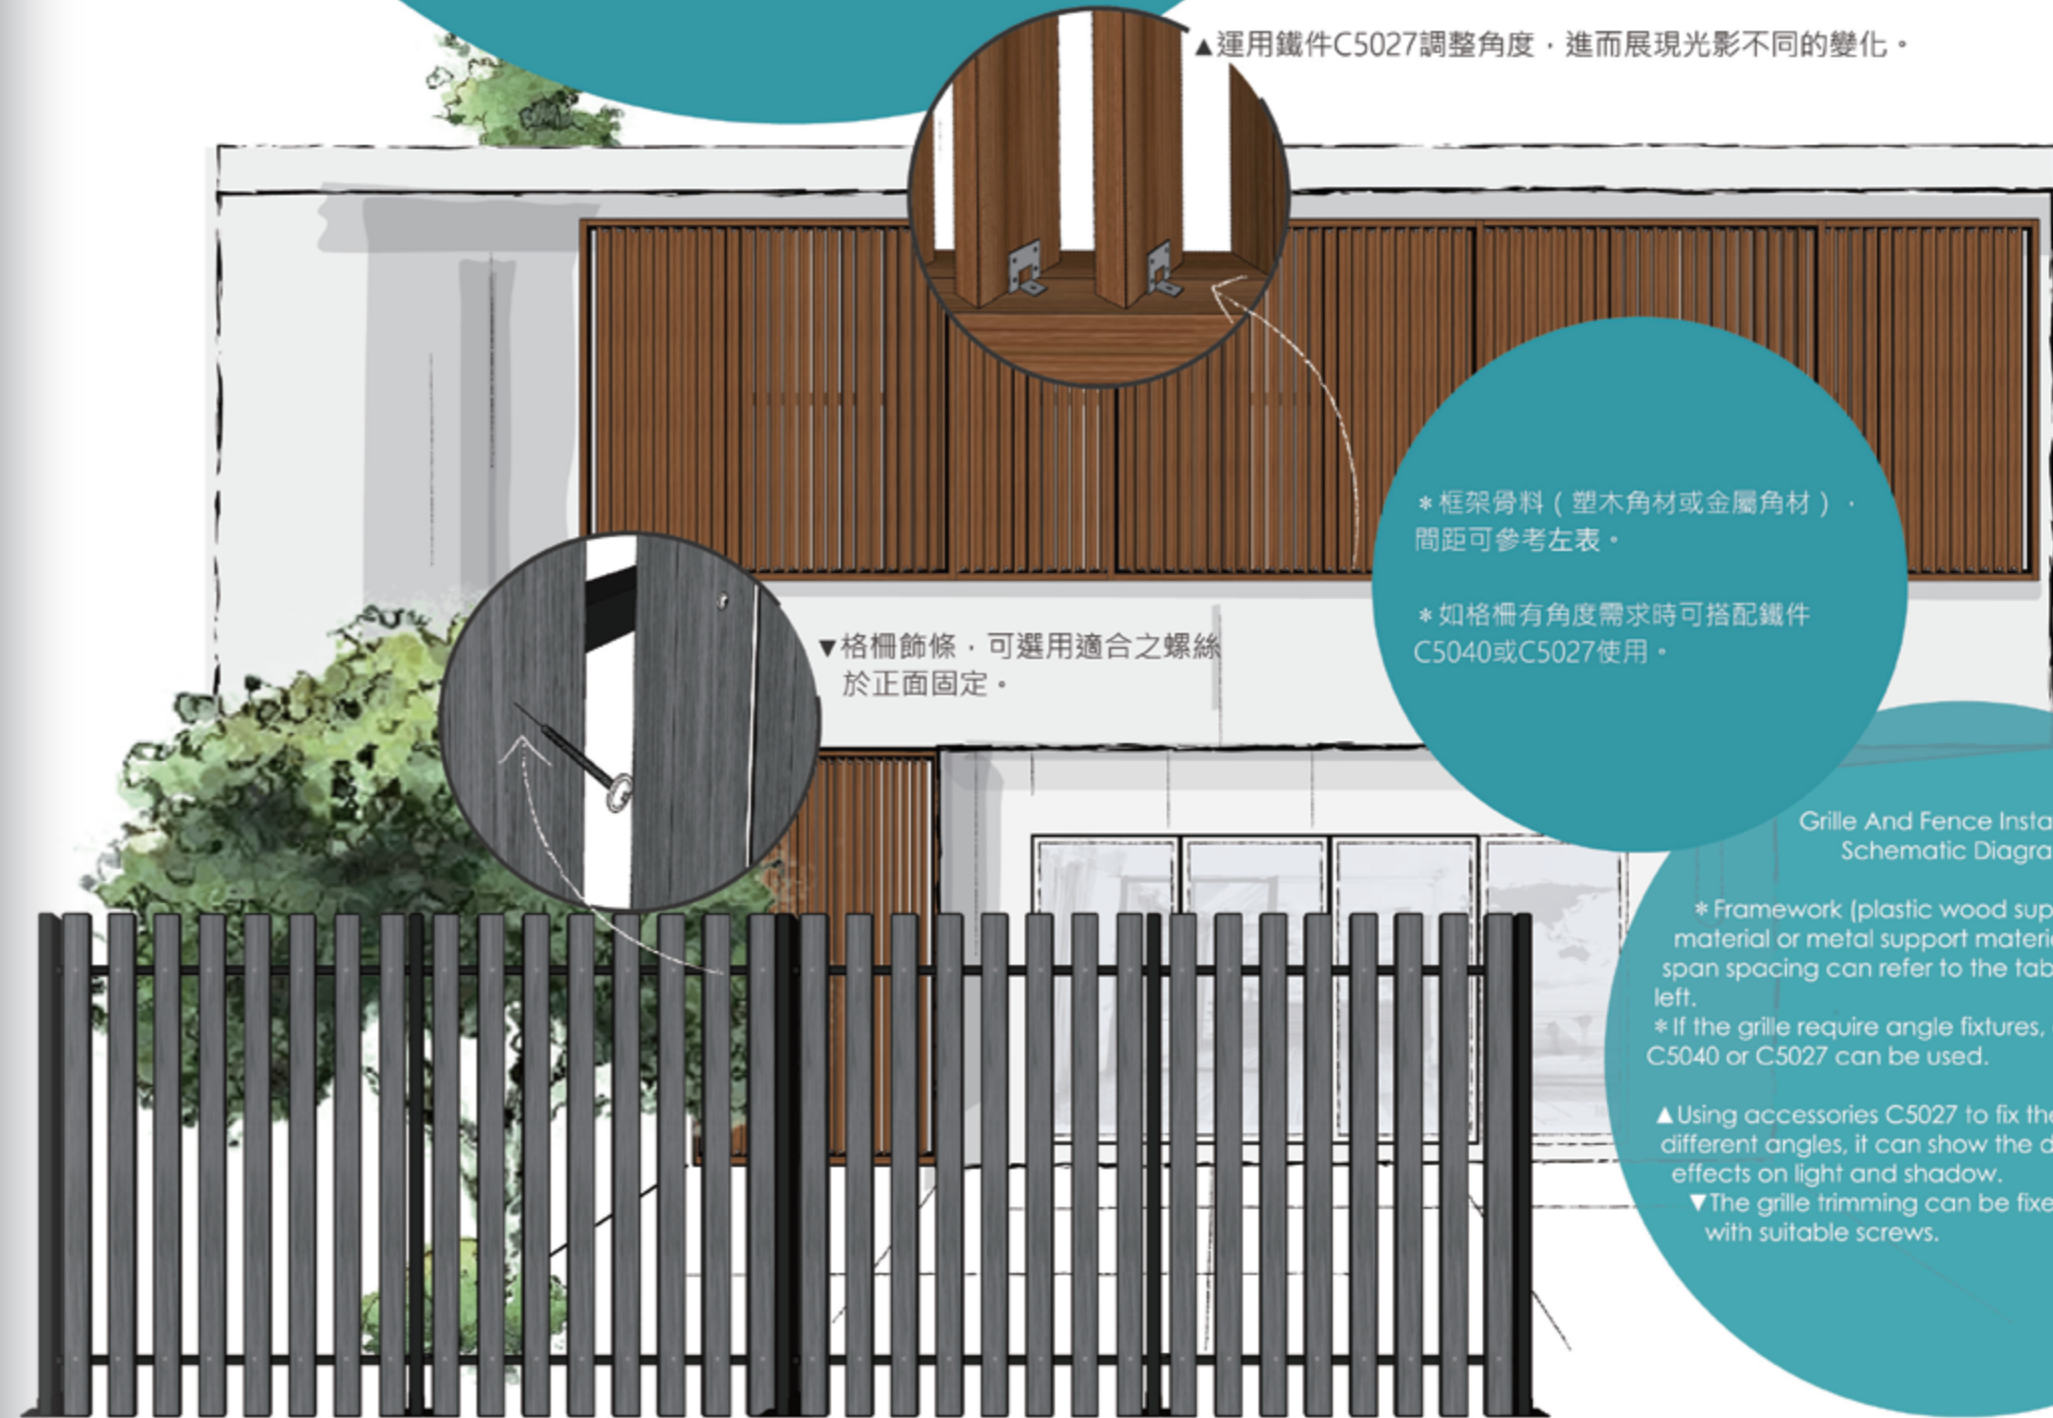 ▲運用鐵件C5027調整角度，進而展現光影不同的變化。
＊框架骨料（塑木角材或金屬角材），
間距可參考左表。
＊如格柵有角度需求時可搭配鐵件
C5040或C5027使用。
▼格柵飾條，可選用適合之螺絲
於正面固定。
Grille And Fence Insta
Schematic Diagra
＊Framework (plastic wood sup
material or metal support materi
span spacing can refer to the tab
left.
＊If the grille require angle fixtures,
C5040 or C5027 can be used.
▲Using accessories C5027 to fix the
different angles, it can show the d
effects on light and shadow.
▼The grille trimming can be fixe
with suitable screws.